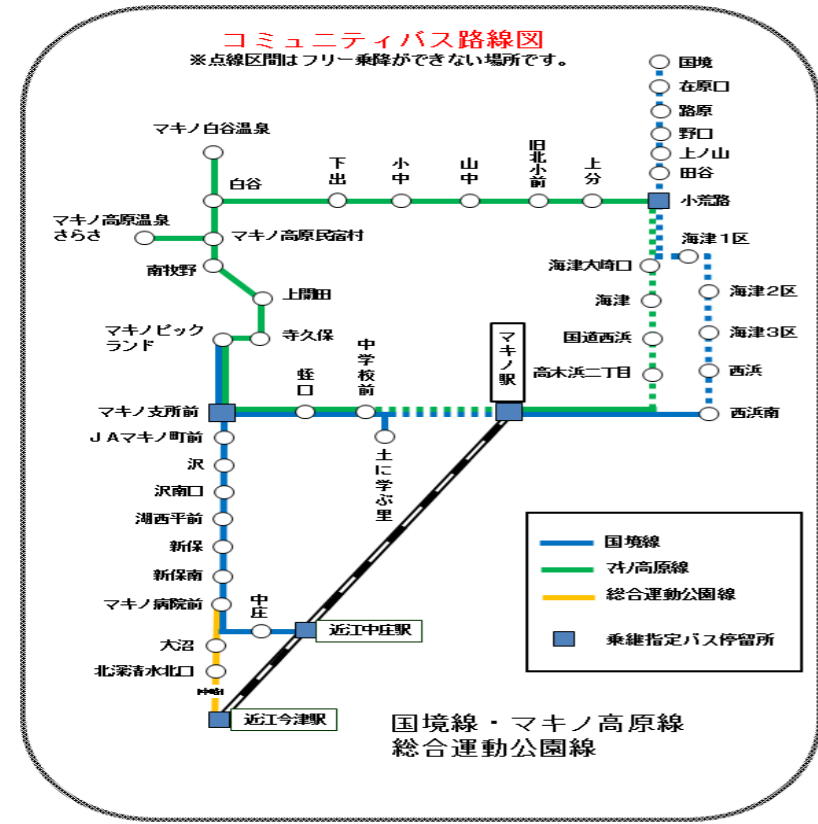 コミュニティバス路線図
※点線区間はフリー乗降ができない場所です。
国境
在原口
路原
野口
上ノ山
田谷
小荒路
マキノ白谷温泉
白谷
下出
小中
山中
旧北小前
上分
マキノ高原温泉
さらさ
マキノ高原民宿村
南牧野
上開田
寺久保
マキノピック
ランド
海津1区
海津2区
海津3区
西浜
西浜南
海津大崎口
海津
国道西浜
高木浜二丁目
マキノ駅
中学校前
蛭口
マキノ支所前
土に学ぶ里
JAマキノ町前
沢
沢南口
湖西平前
新保
新保南
マキノ病院前
中庄
近江中庄駅
大沼
北深清水北口
近江今津駅
国境線
マキノ高原線
総合運動公園線
乗継指定バス停留所
国境線・マキノ高原線
総合運動公園線